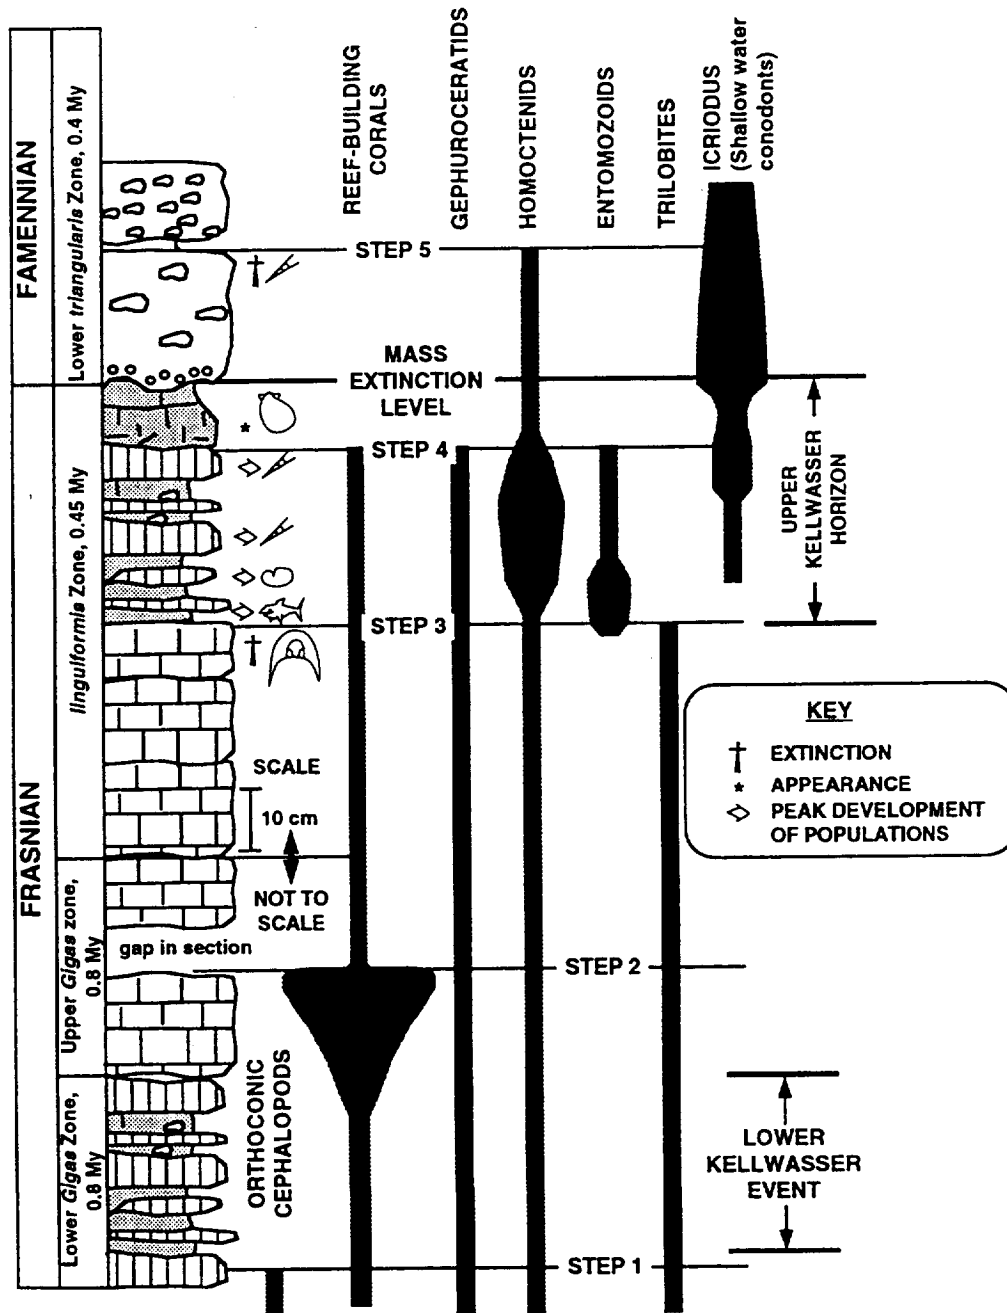 FAMENNIAN
FRASNIAN
Lower triangularis Zone, 0.4 My
linguiformis Zone, 0.45 My
Upper Gigas zone,
0.8 My
Lower Gigas Zone,
0.8 My
REEF-BUILDING
CORALS
GEPHUROCERATIDS
HOMOCTENIDS
ENTOMOZOIDS
TRILOBITES
ICRIODUS
(Shallow water
conodonts)
STEP 5
MASS
EXTINCTION
LEVEL
STEP 4
UPPER
KELLWASSER
HORIZON
STEP 3
KEY
EXTINCTION
* APPEARANCE
PEAK DEVELOPMENT
OF POPULATIONS
SCALE
10 cm
NOT TO
SCALE
gap in section
STEP 2
ORTHOCONIC
CEPHALOPODS
LOWER
KELLWASSER
EVENT
STEP 1